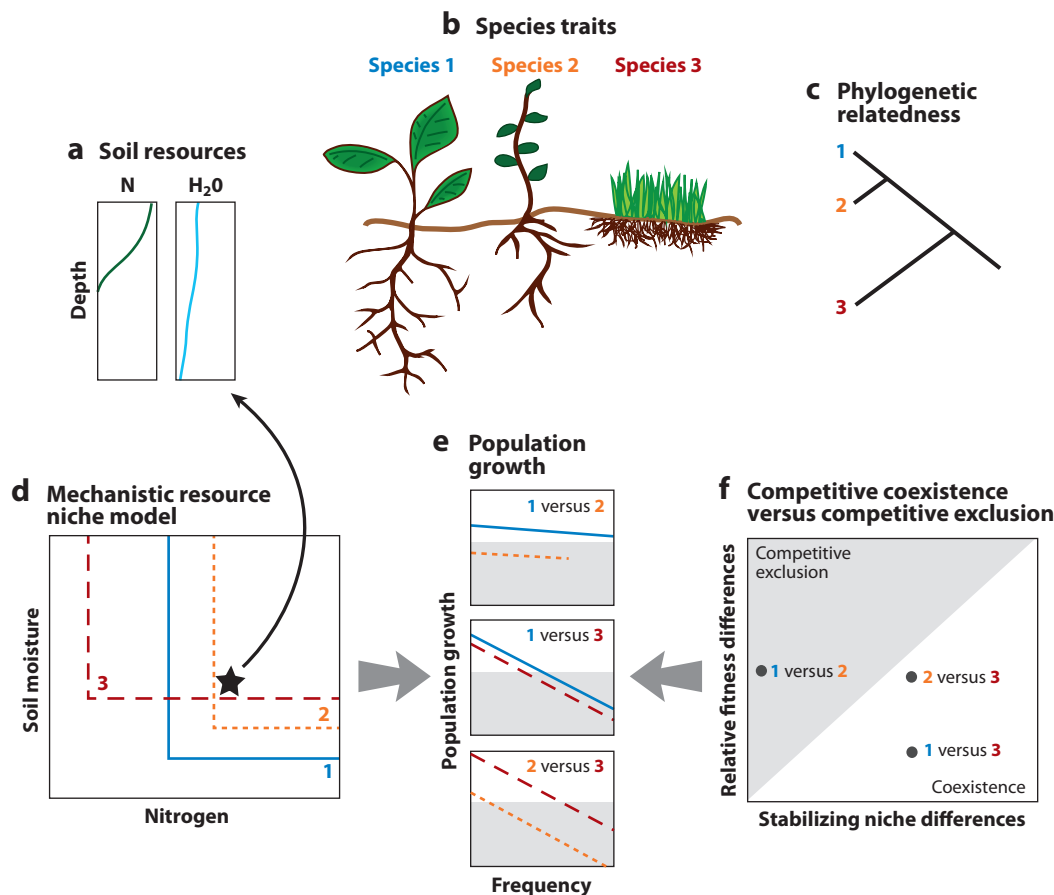 b Species traits
Species 1 Species 2 Species 3
c Phylogenetic
relatedness
1
2
3
a Soil resources
N H₂0
Depth
d Mechanistic resource
niche model
Soil moisture
3
2
1
Nitrogen
e Population
growth
1 versus 2
1 versus 3
2 versus 3
Population growth
Frequency
f Competitive coexistence
versus competitive exclusion
Competitive
exclusion
1 versus 2
2 versus 3
1 versus 3
Coexistence
Relative fitness differences
Stabilizing niche differences